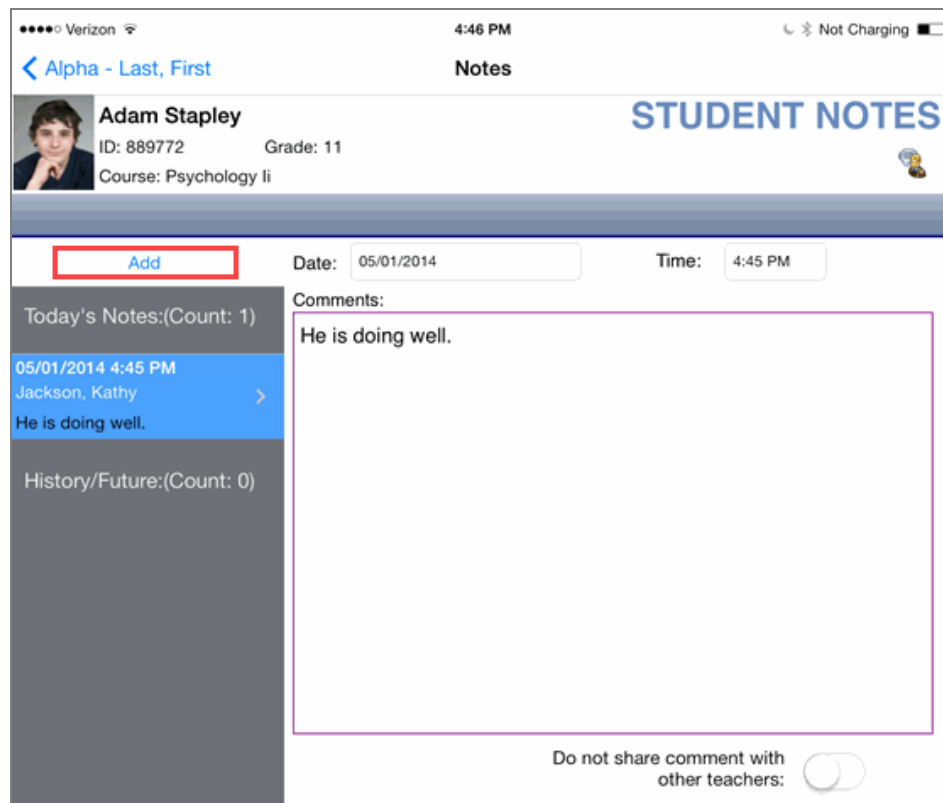 Verizon
4:46 PM
Not Charging
Alpha - Last, First
Notes
Adam Stapley
STUDENT NOTES
ID: 889772
Grade: 11
Course: Psychology Ii
Add
Date:
05/01/2014
Time:
4:45 PM
Comments:
He is doing well.
Today's Notes:(Count: 1)
05/01/2014 4:45 PM
Jackson, Kathy
He is doing well.
History/Future:(Count: 0)
Do not share comment with
other teachers: